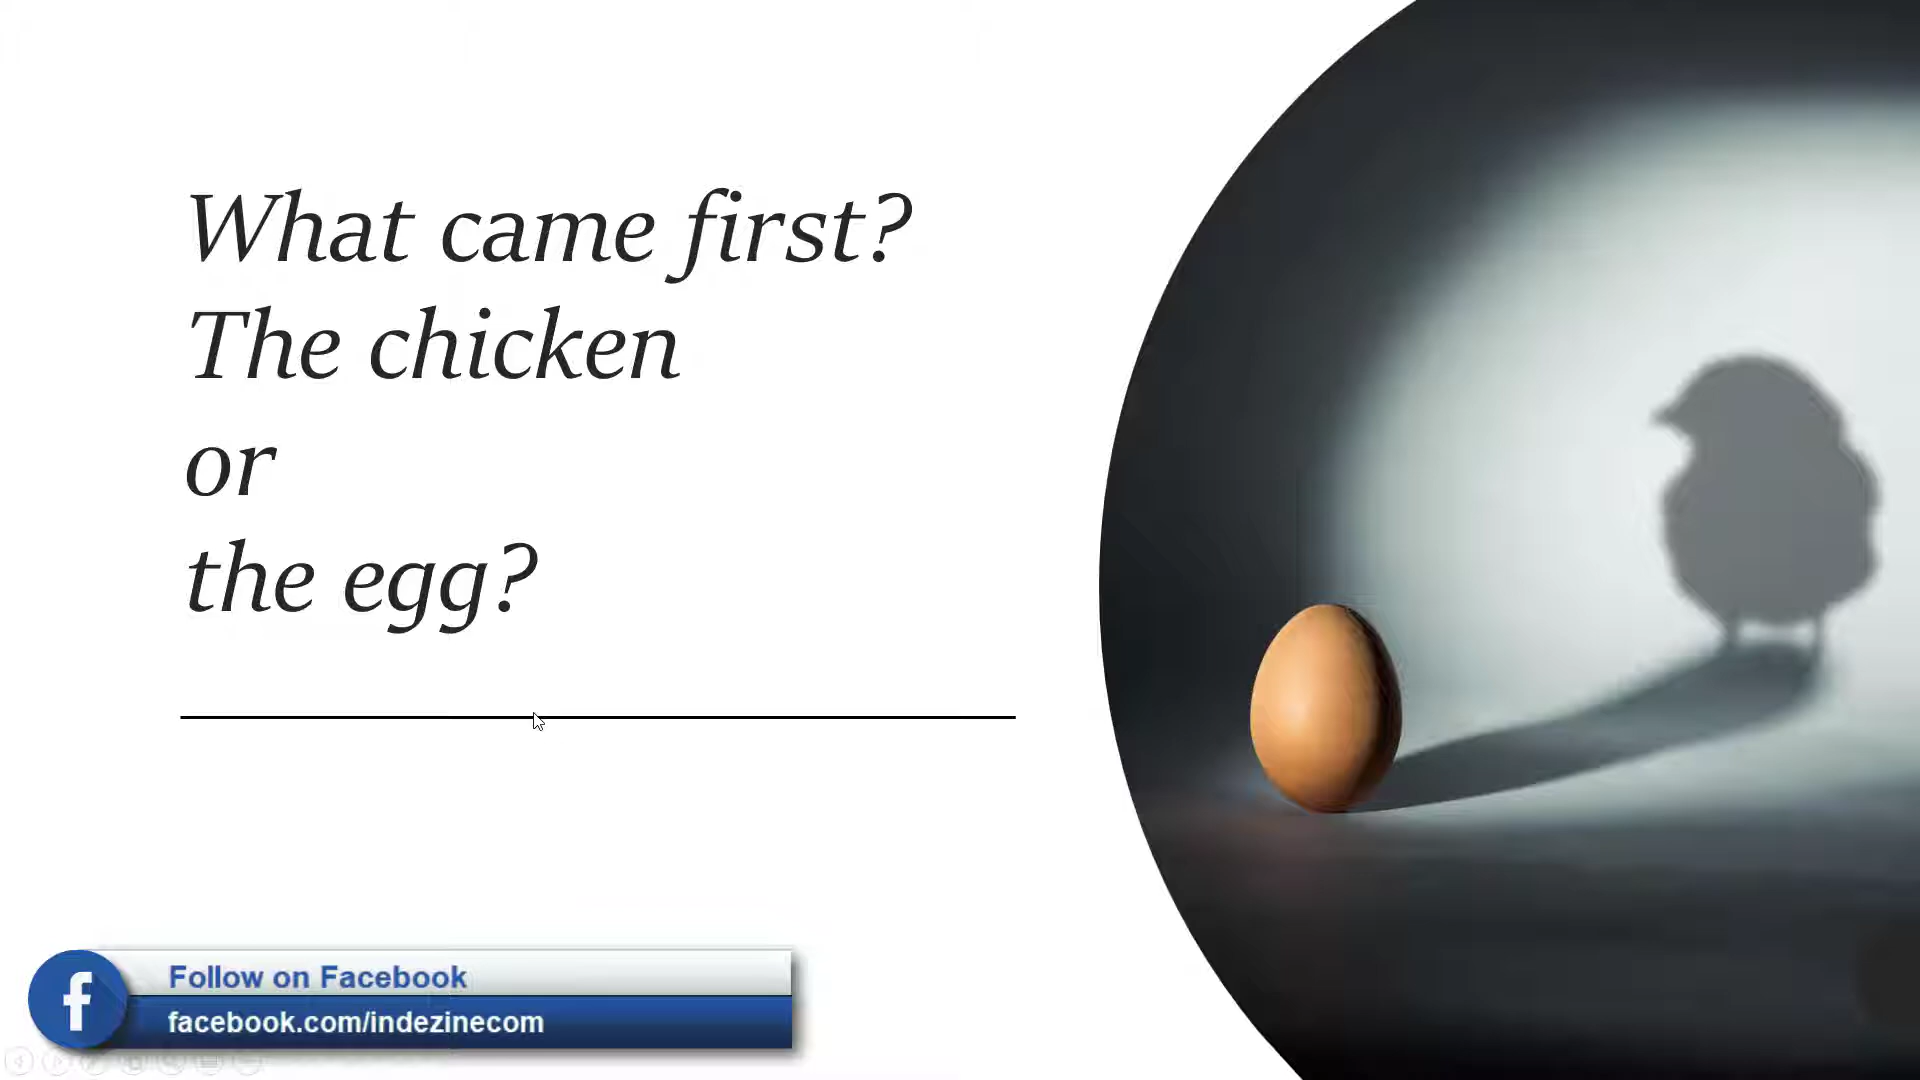 What came first?
The chicken
or
the egg?
Follow on Facebook
facebook.com/indezinecom